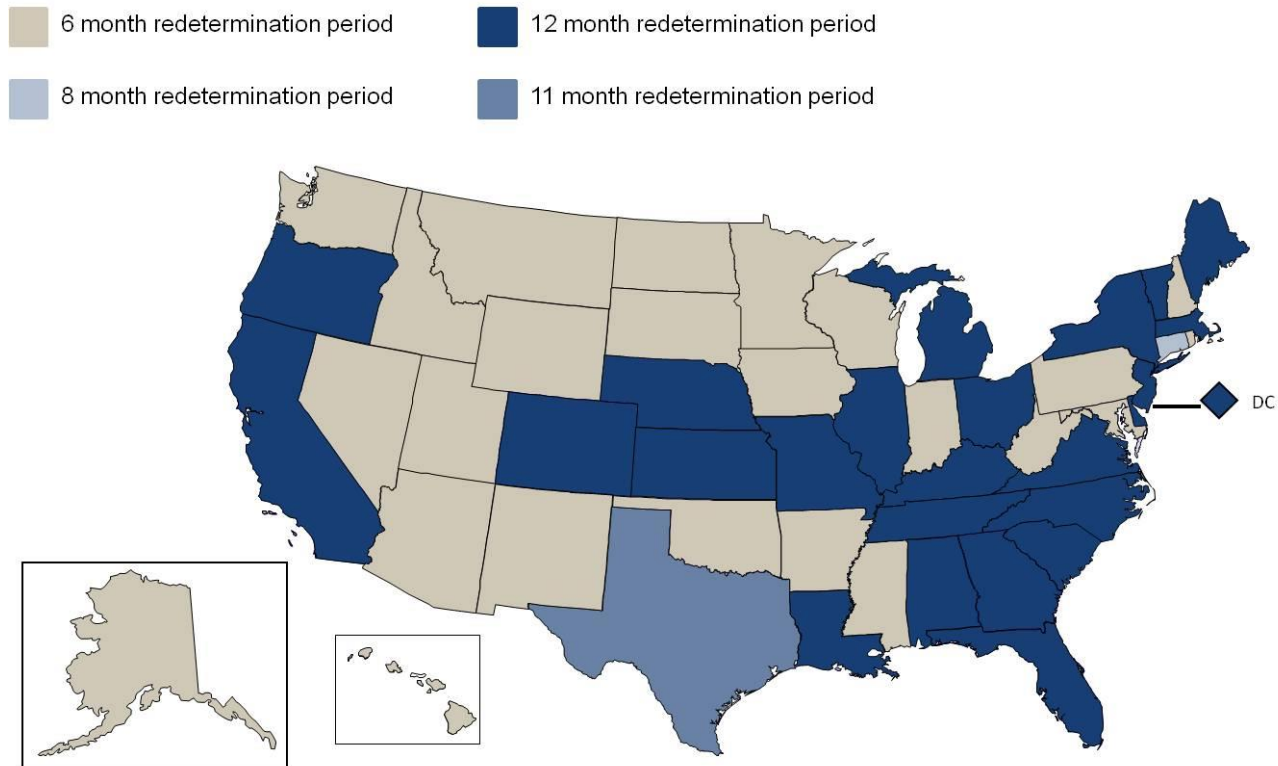 6 month redetermination period
12 month redetermination period
8 month redetermination period
11 month redetermination period
DC